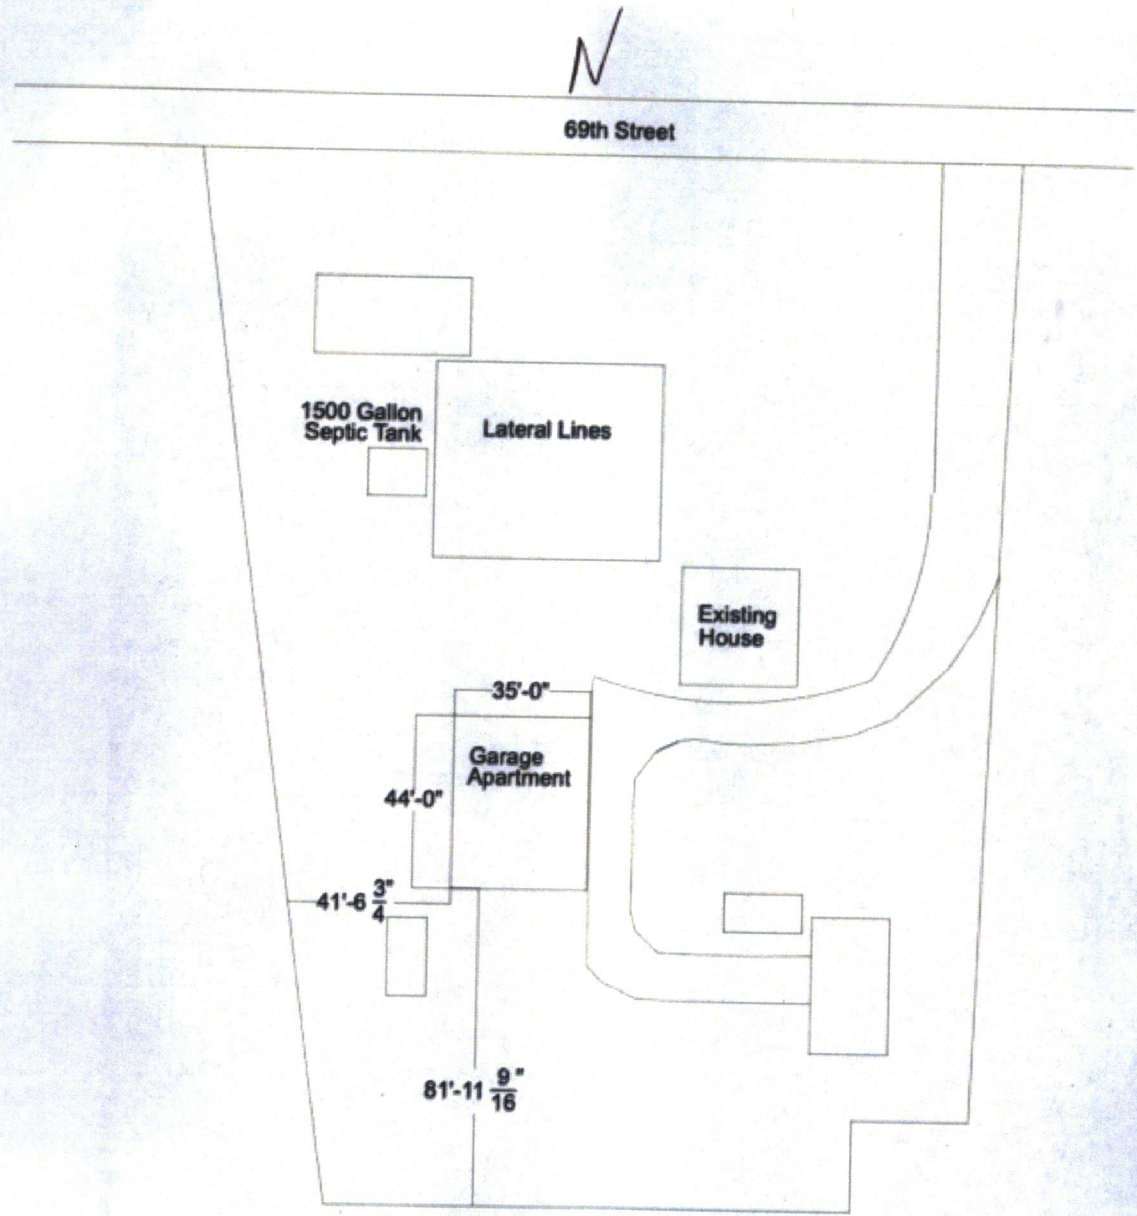 N
69th Street
1500 Gallon
Septic Tank
Lateral Lines
Existing
House
35'-0"
Garage
Apartment
44'-0"
41'-6 3/4"
81'-11 9/16"